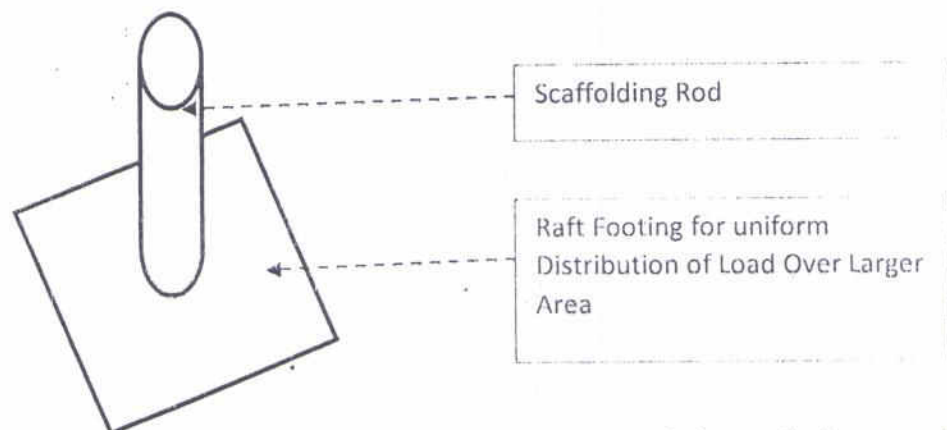 Scaffolding Rod
Raft Footing for uniform
Distribution of Load Over Larger
Area